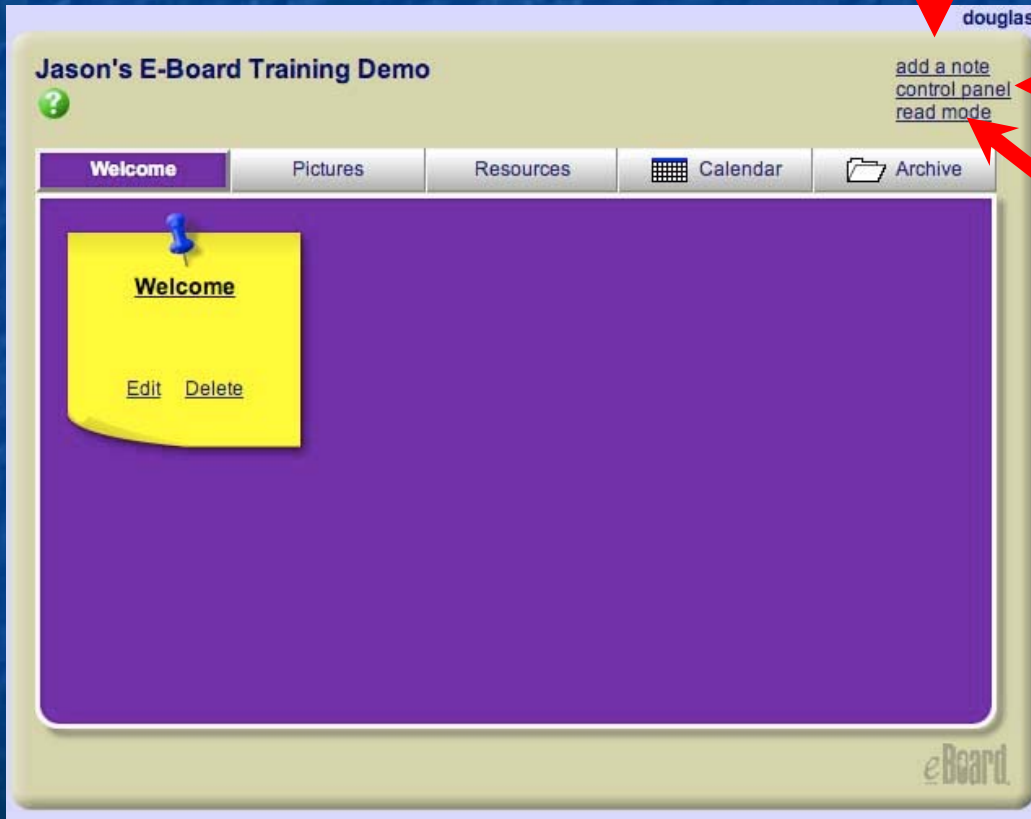 douglas
Jason's E-Board Training Demo
?
add a note
control panel
read mode
Welcome
Pictures
Resources
Calendar
Archive
Welcome
Edit Delete
eBoard